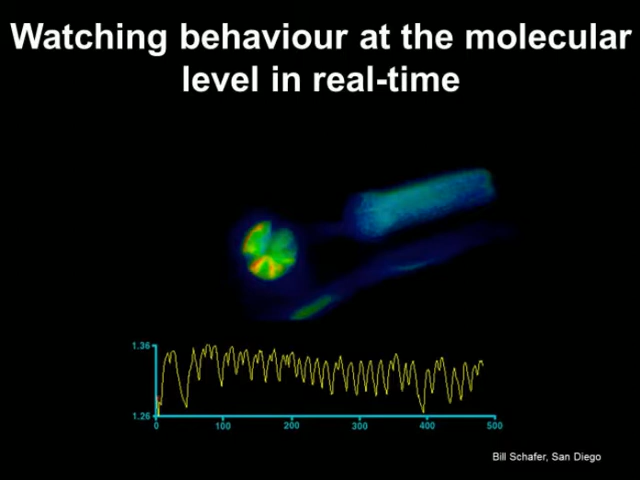 Watching behaviour at the molecular
level in real-time
1.36
1.26
0 100 200 300 400 500
Bill Schafer, San Diego